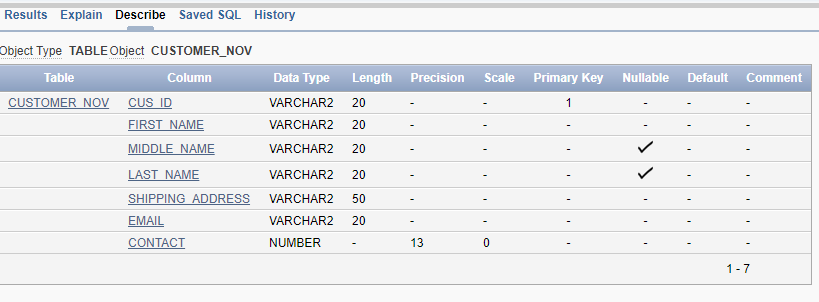 Results Explain Describe Saved SQL History
Object Type TABLE Object CUSTOMER_NOV
Table Column Data Type Length Precision Scale Primary Key Nullable Default Comment
CUSTOMER_NOV CUS_ID VARCHAR2 20 - - 1 - - -
FIRST_NAME VARCHAR2 20 - - - - - -
MIDDLE_NAME VARCHAR2 20 - - - ✓ - -
LAST_NAME VARCHAR2 20 - - - ✓ - -
SHIPPING_ADDRESS VARCHAR2 50 - - - - - -
EMAIL VARCHAR2 20 - - - - - -
CONTACT NUMBER - 13 0 - - - -
1 - 7